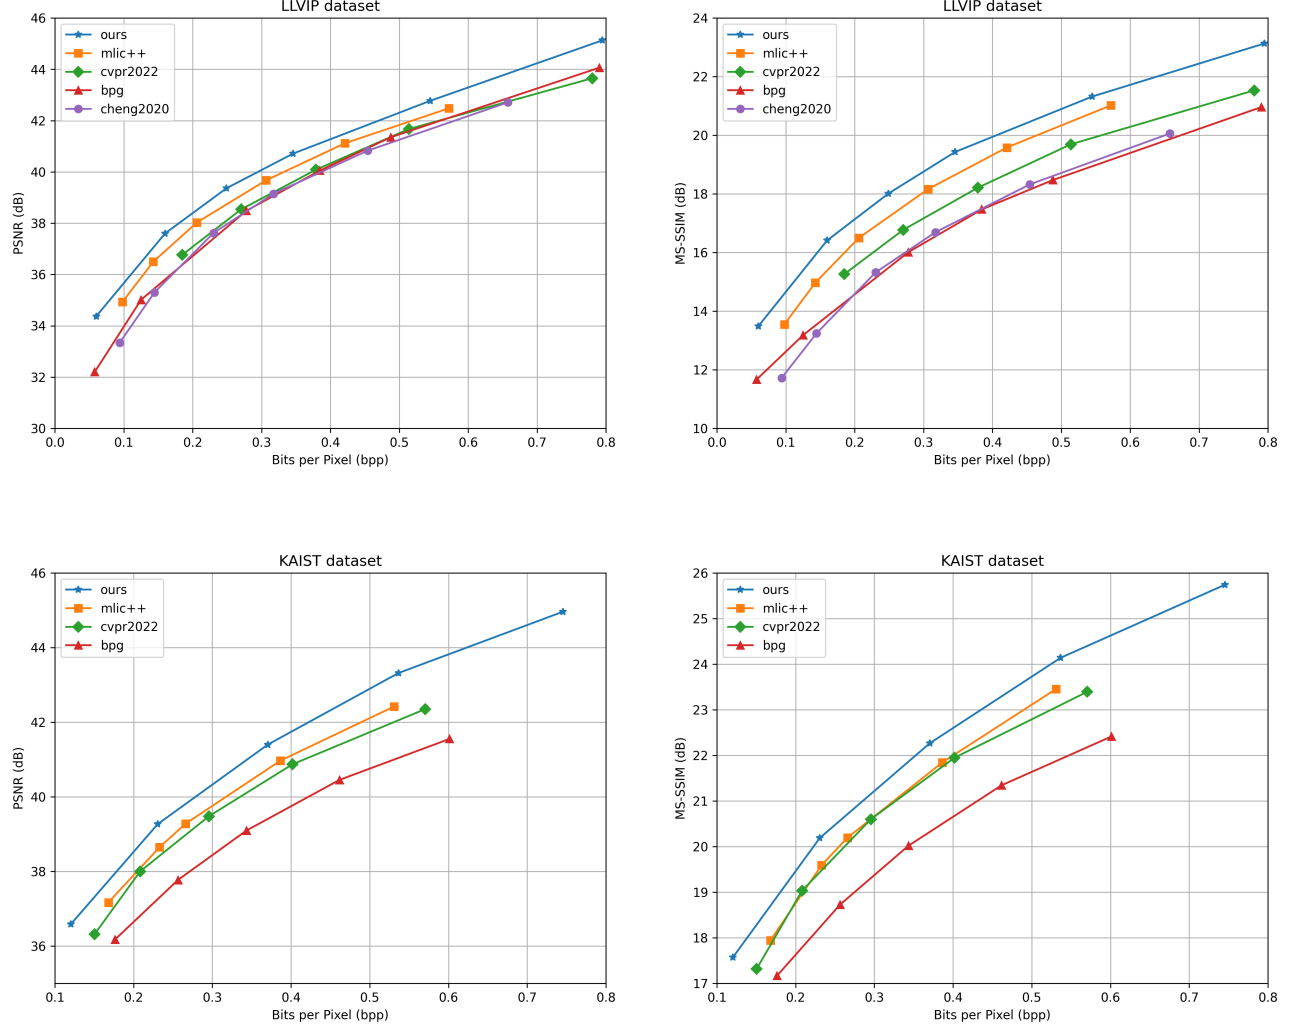 LLVIP dataset
46
44
42
40
38
36
34
32
30
PSNR (dB)
ours
mlic++
cvpr2022
bpg
cheng2020
0.0 0.1 0.2 0.3 0.4 0.5 0.6 0.7 0.8
Bits per Pixel (bpp)
LLVIP dataset
24
22
20
18
16
14
12
10
MS-SSIM (dB)
ours
mlic++
cvpr2022
bpg
cheng2020
0.0 0.1 0.2 0.3 0.4 0.5 0.6 0.7 0.8
Bits per Pixel (bpp)
KAIST dataset
46
44
42
40
38
36
PSNR (dB)
ours
mlic++
cvpr2022
bpg
0.1 0.2 0.3 0.4 0.5 0.6 0.7 0.8
Bits per Pixel (bpp)
KAIST dataset
26
25
24
23
22
21
20
19
18
17
MS-SSIM (dB)
ours
mlic++
cvpr2022
bpg
0.1 0.2 0.3 0.4 0.5 0.6 0.7 0.8
Bits per Pixel (bpp)